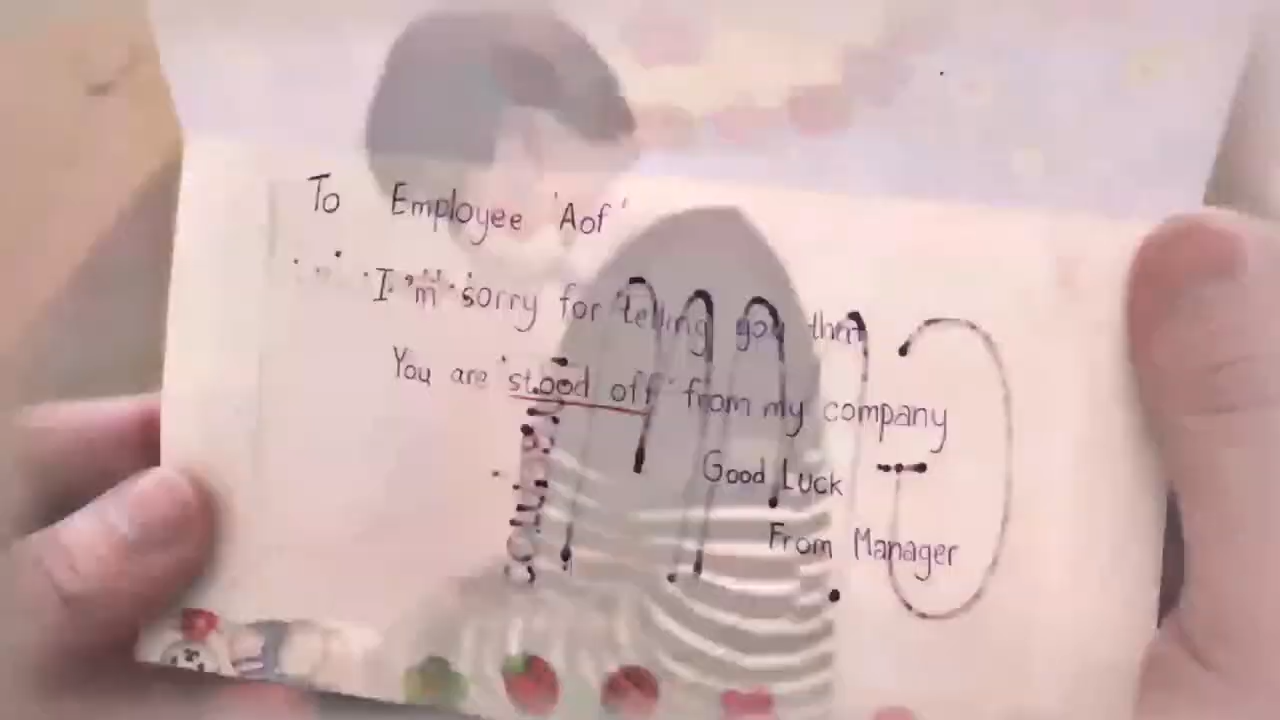 To Employee 'Aof'
I'm sorry for telling you that
You are "stood off" from my company
Good Luck
From Manager